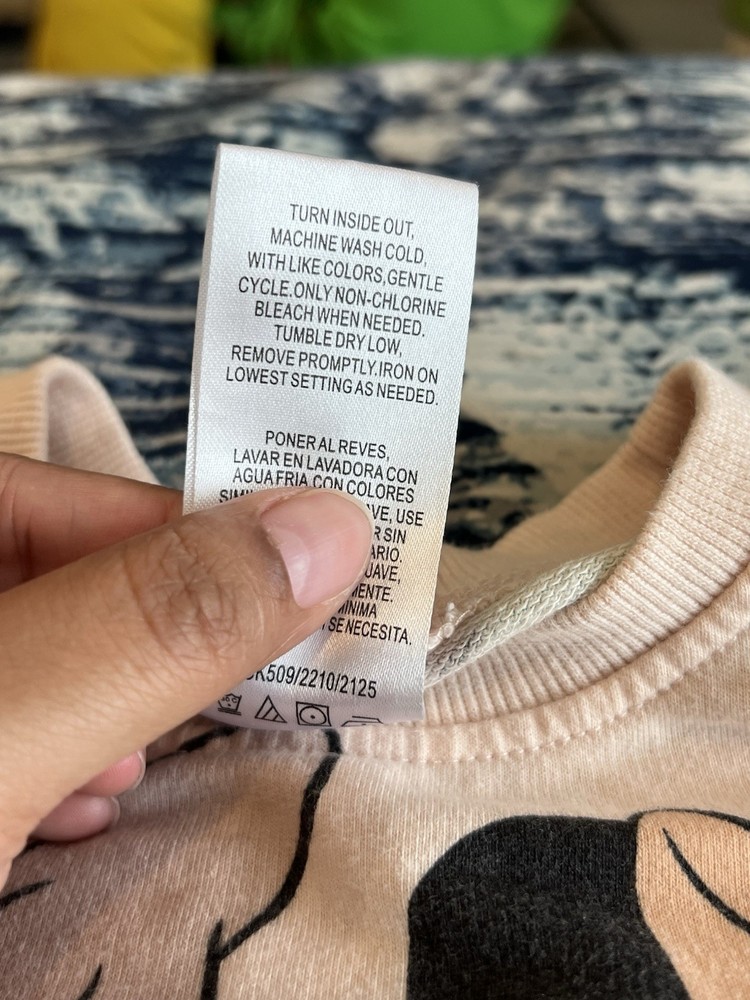 TURN INSIDE OUT,
MACHINE WASH COLD,
WITH LIKE COLORS,GENTLE
CYCLE.ONLY NON-CHLORINE
BLEACH WHEN NEEDED.
TUMBLE DRY LOW,
REMOVE PROMPTLY.IRON ON
LOWEST SETTING AS NEEDED.
PONER AL REVES,
LAVAR EN LAVADORA CON
AGUA FRIA CON COLORES
USE
SIN
SE NECESITA.